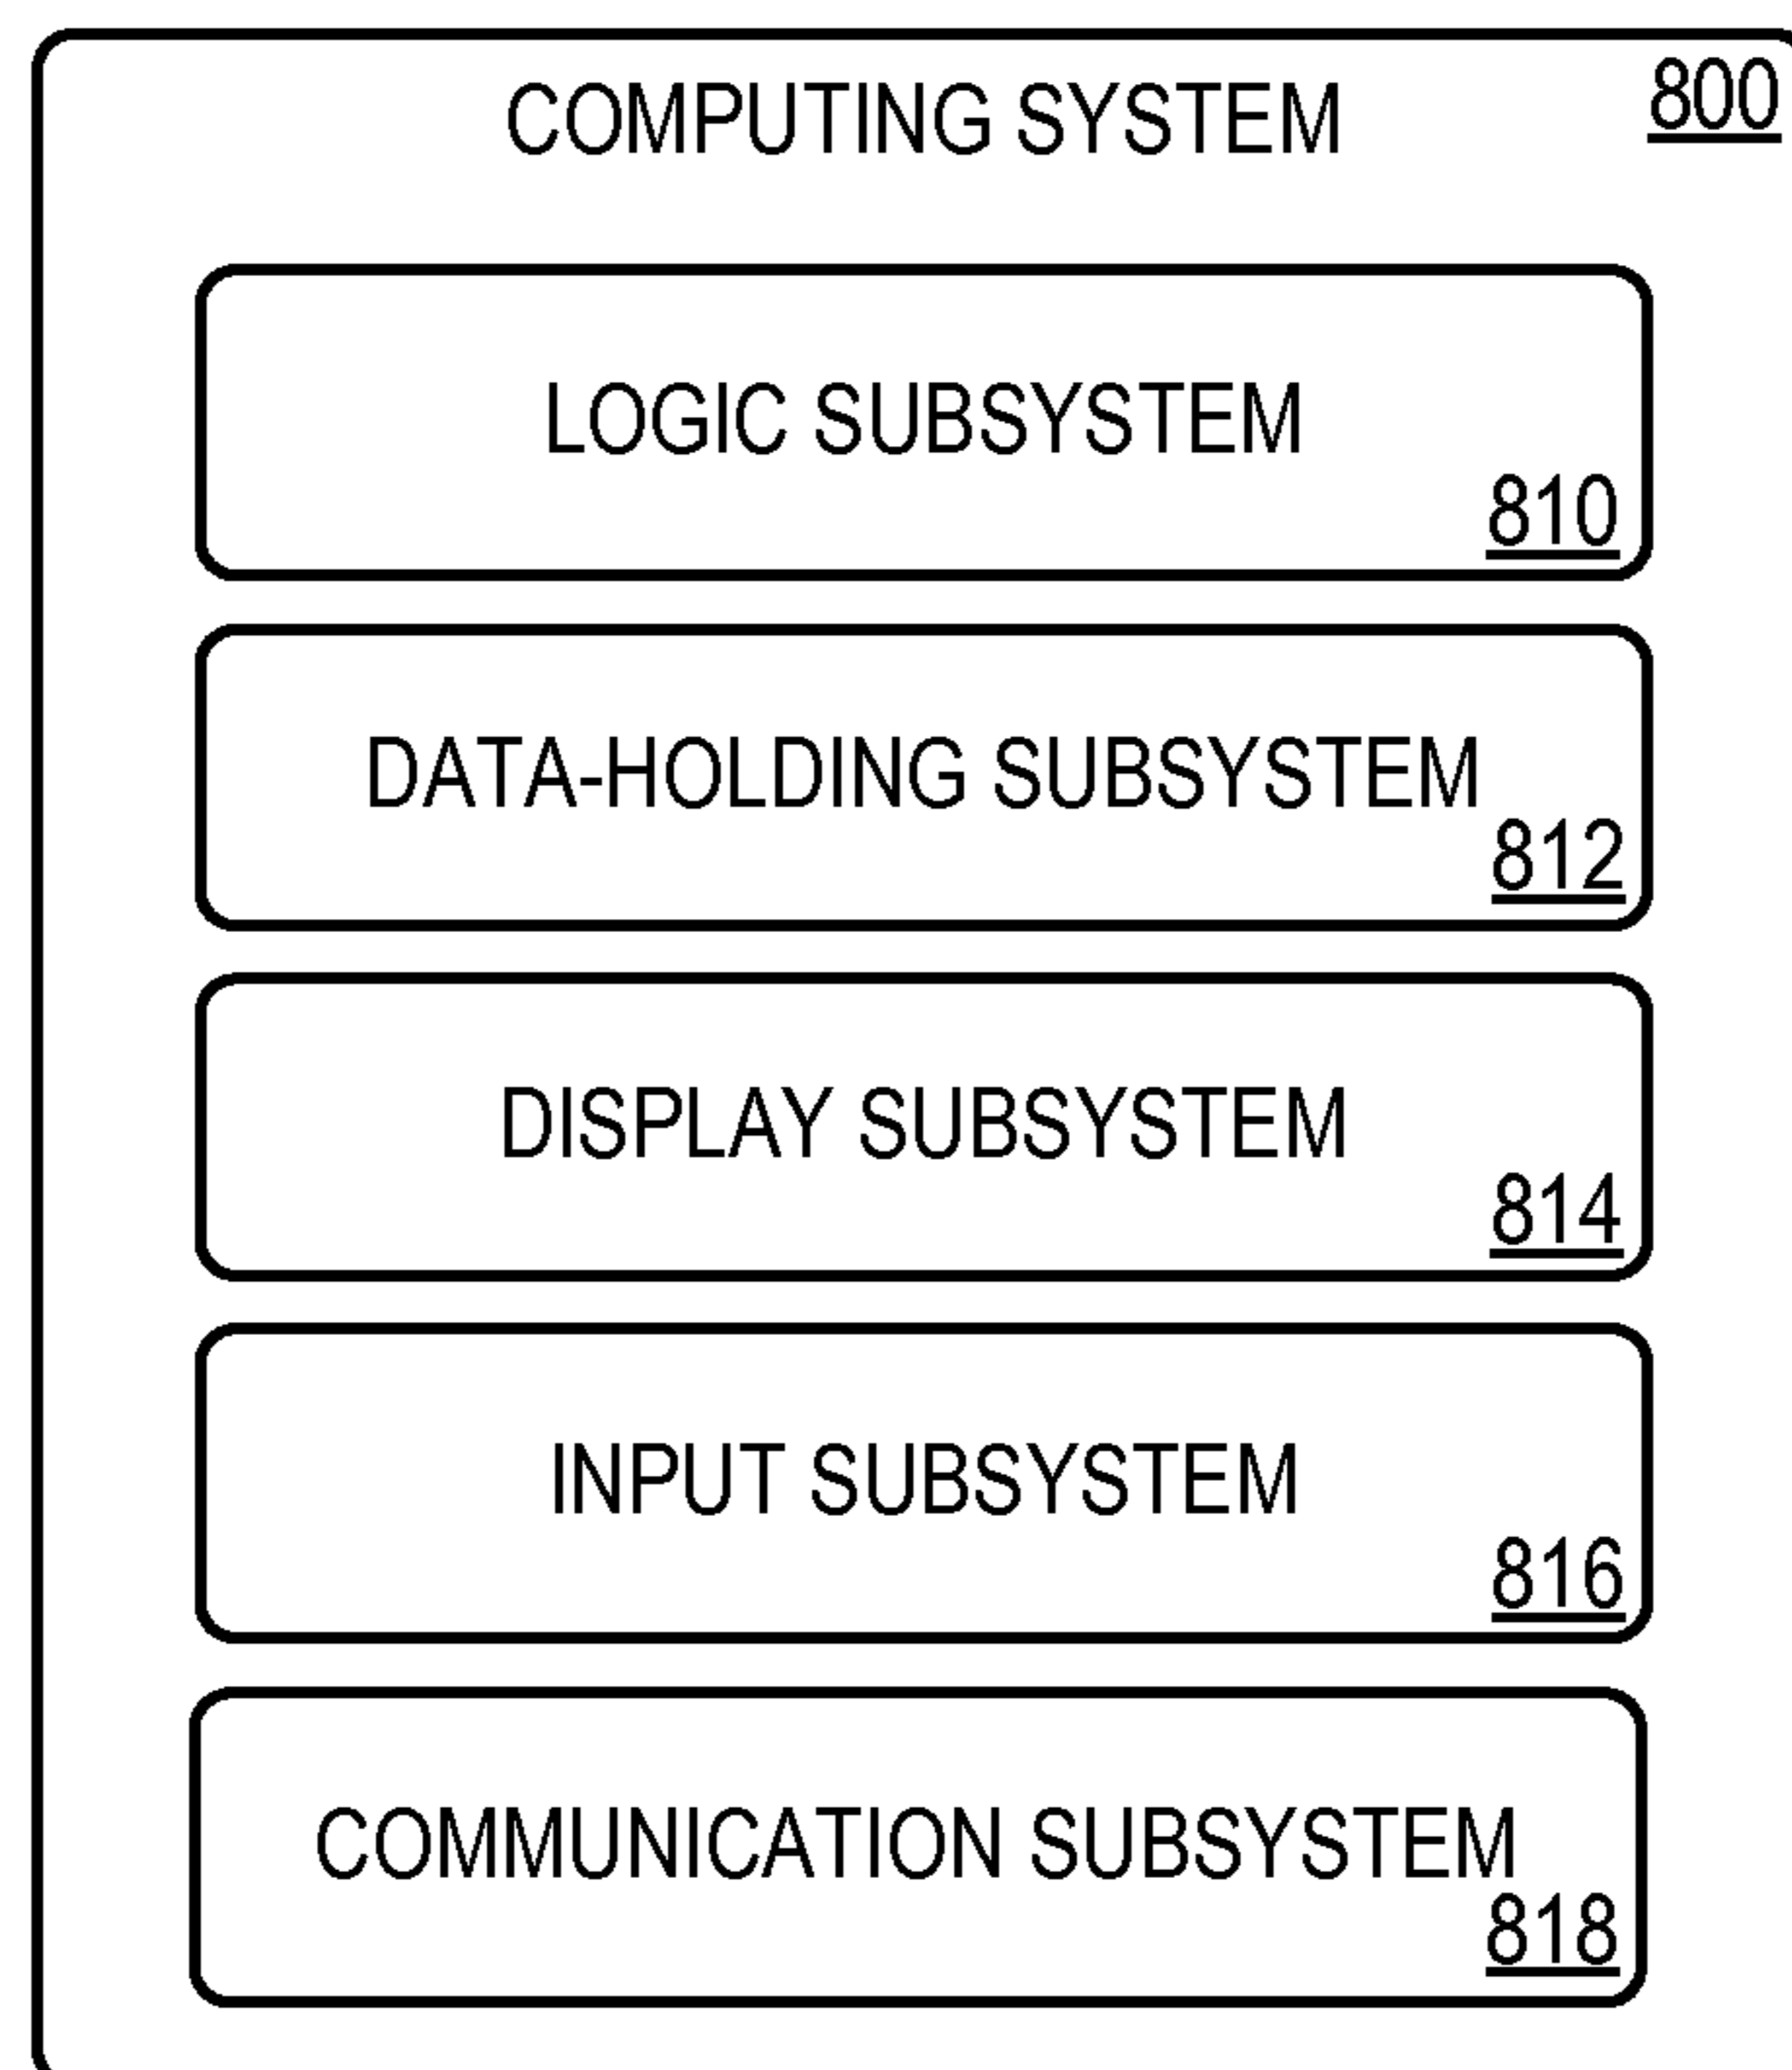 COMPUTING SYSTEM 800
LOGIC SUBSYSTEM
810
DATA-HOLDING SUBSYSTEM
812
DISPLAY SUBSYSTEM
814
INPUT SUBSYSTEM
816
COMMUNICATION SUBSYSTEM
818